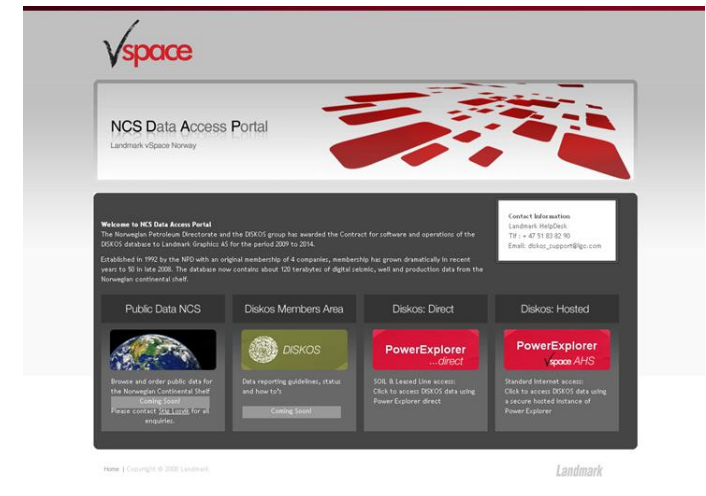 Vspace
NCS Data Access Portal
Landmark vSpace Norway
Welcome to NCS Data Access Portal
The Norwegian Petroleum Directorate and the DISKOS group has awarded the Contract for software and operations of the
DISKOS database to Landmark Graphics AS for the period 2009 to 2014.
Established in 1992 by the NPD with an original membership of 4 companies, membership has grown dramatically in recent
years to 50 in late 2008. The database now contains about 120 terabytes of digital seismic, well and production data from the
Norwegian continental shelf.
Contact Information
Landmark HelpDesk
Tlf : + 47 51 83 82 90
Email: diskos_support@lgc.com
Public Data NCS
Browse and order public data for
the Norwegian Continental Shelf
Coming Soon!
Please contact Stig Losvik for all
enquiries.
Diskos Members Area
DISKOS
Data reporting guidelines, status
and how to's
Coming Soon!
Diskos: Direct
PowerExplorer
...direct
SOIL & Leased Line access:
Click to access DISKOS data using
Power Explorer direct
Diskos: Hosted
PowerExplorer
Vspace AHS
Standard Internet access:
Click to access DISKOS data using
a secure hosted instance of
Power Explorer
Home | Copyright © 2008 Landmark
Landmark